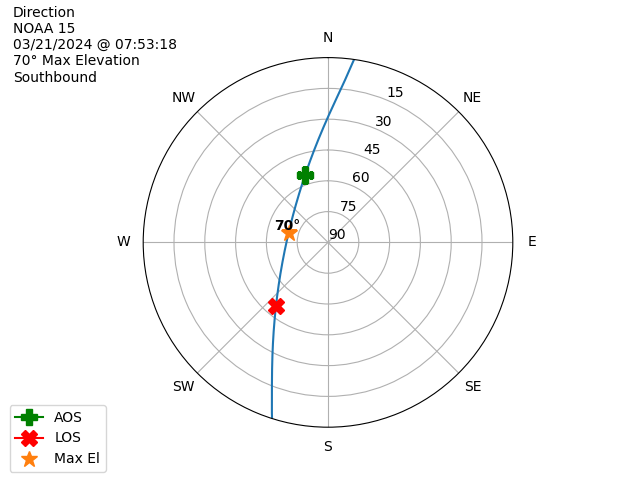 Direction
NOAA 15
03/21/2024 @ 07:53:18
70° Max Elevation
Southbound
N
NW
NE
15
30
45
60
75
70°
90
W
E
SW
SE
S
AOS
LOS
Max El